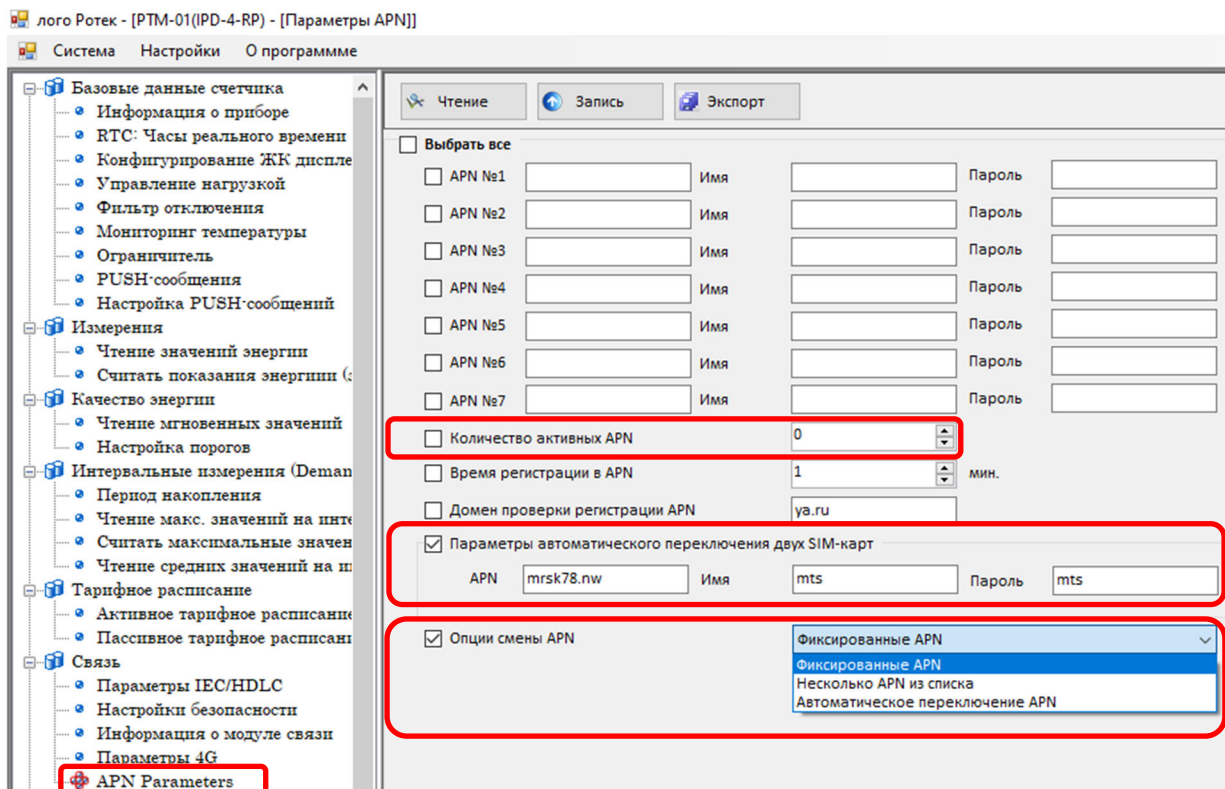 лого Ротек - [РТМ-01(IPD-4-RP) - [Параметры APN]]
Система Настройки О программме
Базовые данные счетчика
Информация о приборе
RTC: Часы реального времени
Конфигурирование ЖК диспле
Управление нагрузкой
Фильтр отключения
Мониторинг температуры
Ограничитель
PUSH-сообщения
Настройка PUSH-сообщений
Измерения
Чтение значений энергии
Считать показания энергиии (з
Качество энергии
Чтение мгновенных значений
Настройка порогов
Интервальные измерения (Deman
Период накопления
Чтение макс. значений на инте
Считать максимальные значен
Чтение средних значений на и
Тарифное расписание
Активное тарифное расписание
Пассивное тарифное расписан
Связь
Параметры IEC/HDLC
Настройки безопасности
Информация о модуле связи
Параметры 4G
APN Parameters
Чтение Запись Экспорт
Выбрать все
APN №1 Имя Пароль
APN №2 Имя Пароль
APN №3 Имя Пароль
APN №4 Имя Пароль
APN №5 Имя Пароль
APN №6 Имя Пароль
APN №7 Имя Пароль
Количество активных APN 0
Время регистрации в APN 1 мин.
Домен проверки регистрации APN ya.ru
Параметры автоматического переключения двух SIM-карт
APN mrsk78.nw Имя mts Пароль mts
Опции смены APN Фиксированные APN
Фиксированные APN
Несколько APN из списка
Автоматическое переключение APN